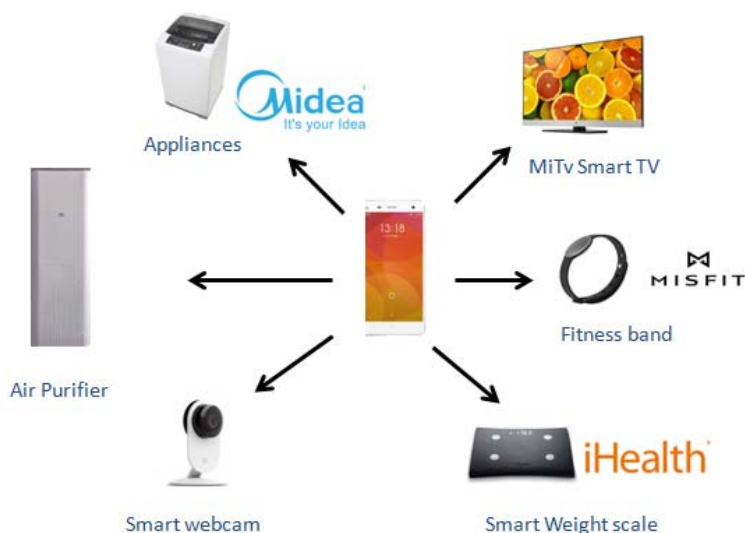 Midea
It's your Idea
Appliances
MiTv Smart TV
13:18
MISFIT
Fitness band
Air Purifier
iHealth
Smart webcam
Smart Weight scale